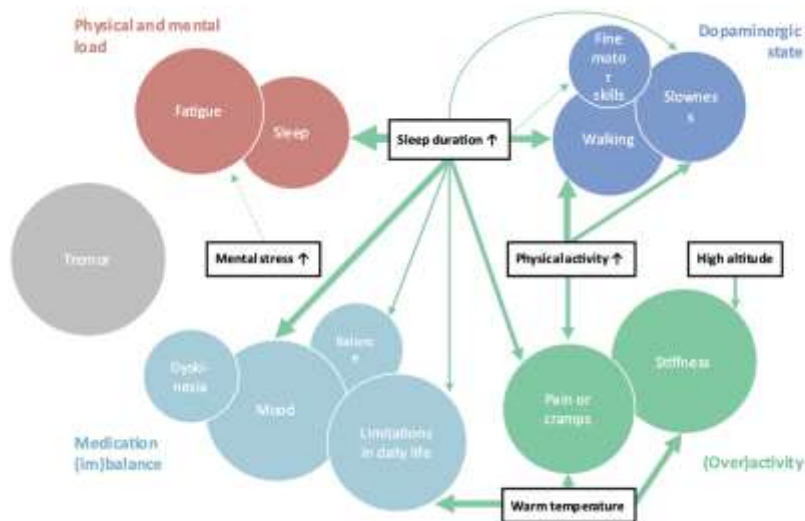 Physical and mental
load
Dopaminergic
state
Fine
moto
r
skills
Slownes
s
Fatigue
Sleep
Sleep duration ↑
Walking
Tremor
Mental stress ↑
Physical activity ↑
High altitude
Dyski-
nesia
Balanc
e
Mood
Stiffness
Pain or
cramps
Limitations
in daily life
Medication
(im)balance
(Over)activity
Warm temperature